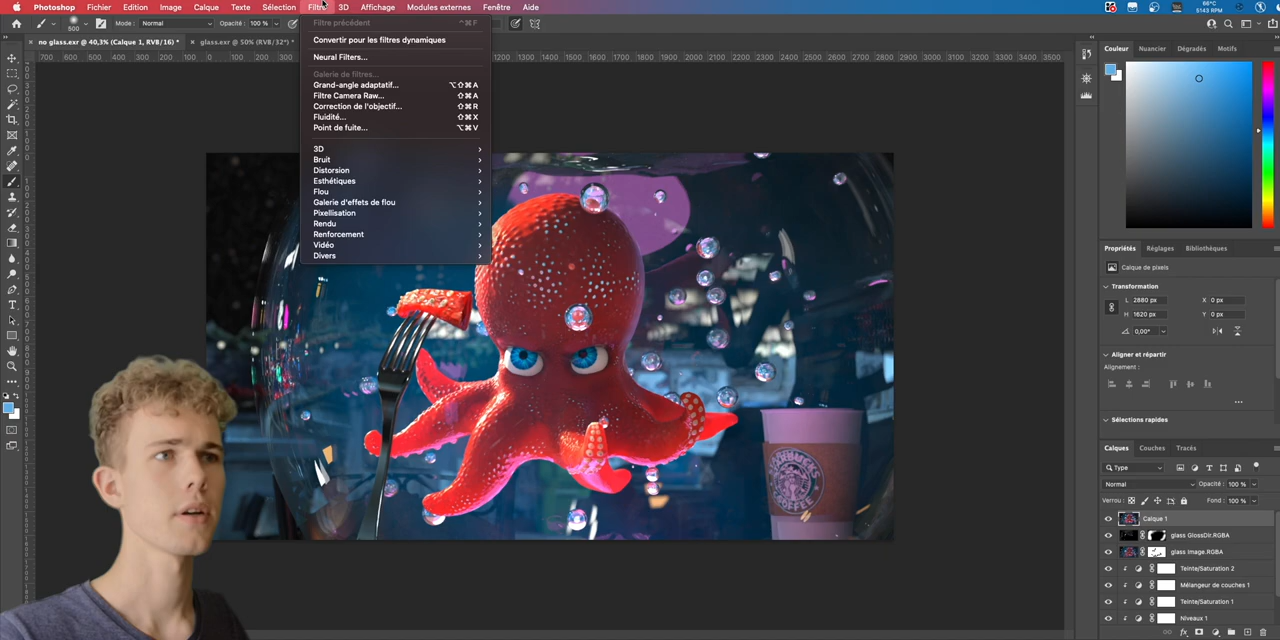 Photoshop Fichier Edition Image Calque Texte Sélection Filtre 3D Affichage Modules externes Fenêtre Aide
66°C
5143 RPM
500 Mode : Normal Opacité : 100 %
no glass.exr @ 40,3% (Calque 1, RVB/16) * glass.exr @ 50% (RVB/32*) *
Filtre précédent ^⌘F
Convertir pour les filtres dynamiques
Neural Filters...
Galerie de filtres...
Grand-angle adaptatif... ⌥⇧⌘A
Filtre Camera Raw... ⇧⌘A
Correction de l'objectif... ⇧⌘R
Fluidité... ⇧⌘X
Point de fuite... ⌥⌘V
3D
Bruit
Distorsion
Esthétiques
Flou
Galerie d'effets de flou
Pixellisation
Rendu
Renforcement
Vidéo
Divers
Couleur Nuancier Dégradés Motifs
Propriétés Réglages Bibliothèques
Calque de pixels
Transformation
L 2880 px X 0 px
H 1620 px Y 0 px
0,00°
Aligner et répartir
Alignement :
Sélections rapides
Calques Couches Tracés
Type
Normal Opacité : 100 %
Verrou : Fond : 100 %
Calque 1
glass GlossDir.RGBA
glass Image.RGBA
Teinte/Saturation 2
Mélangeur de couches 1
Teinte/Saturation 1
Niveaux 1